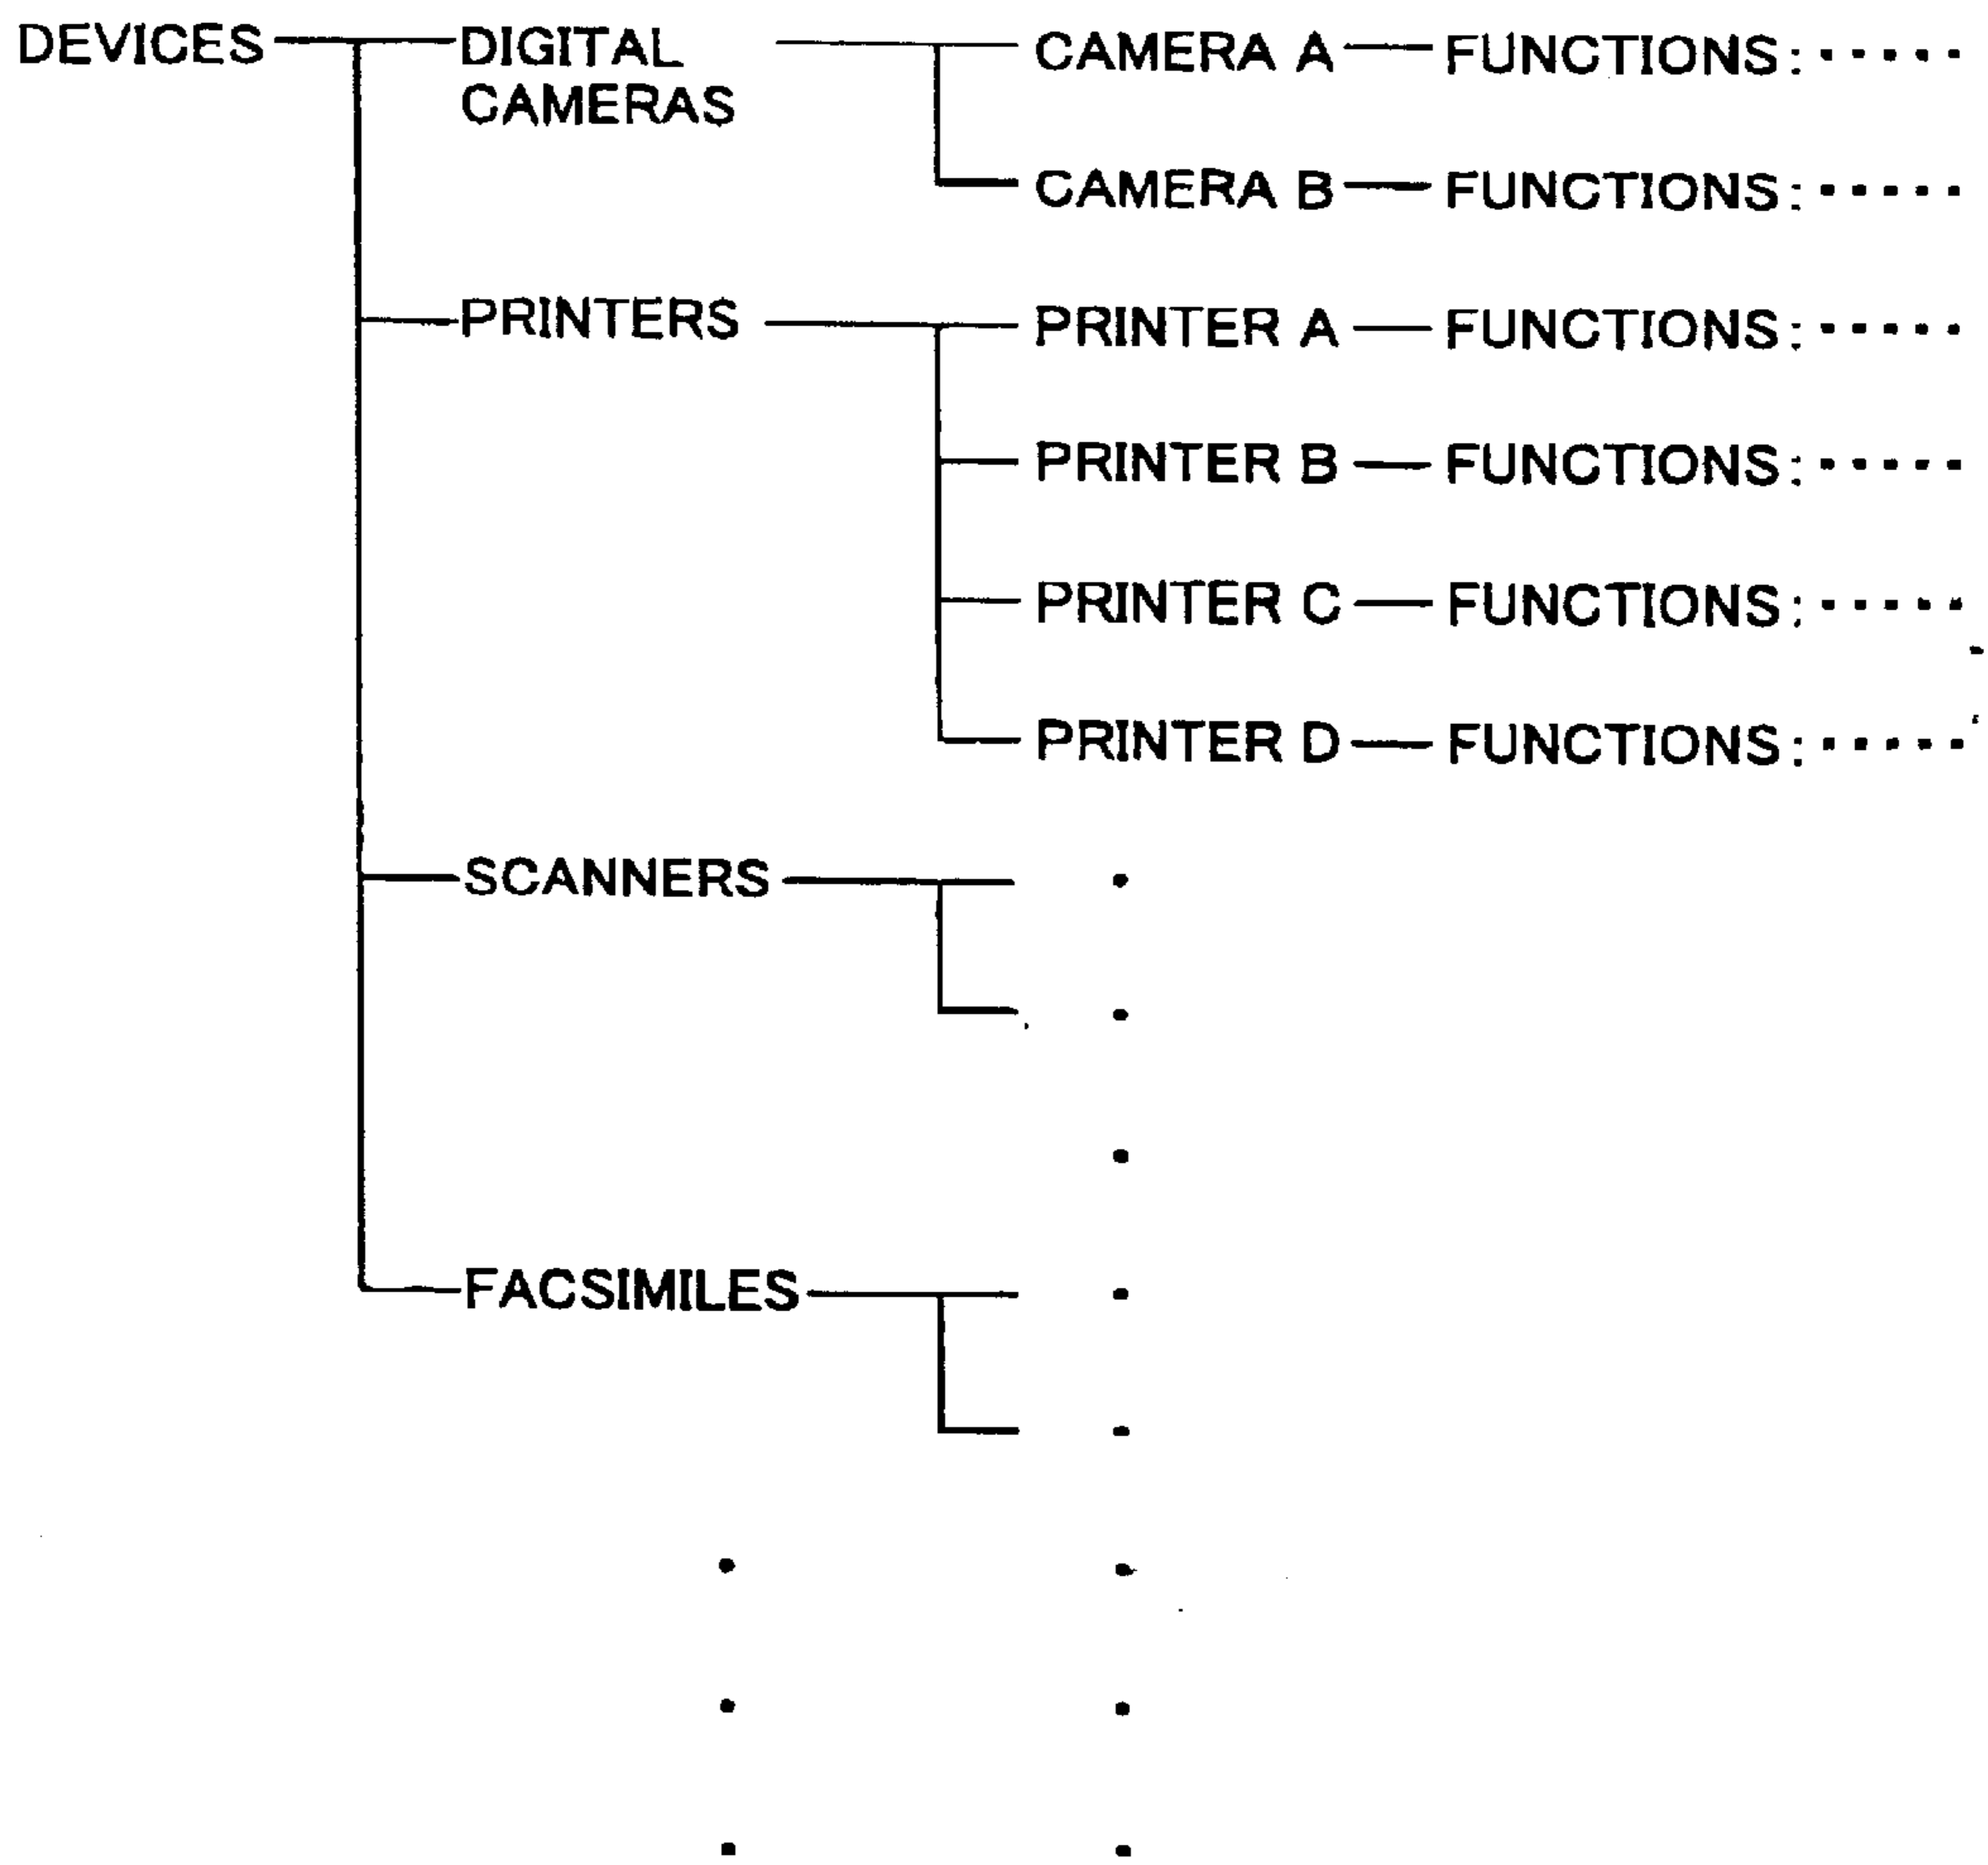 DEVICES DIGITAL CAMERA A FUNCTIONS: · · · · ·
CAMERAS
CAMERA B FUNCTIONS: · · · · ·
PRINTERS PRINTER A FUNCTIONS: · · · · ·
PRINTER B FUNCTIONS: · · · · ·
PRINTER C FUNCTIONS: · · · · ·
PRINTER D FUNCTIONS: · · · · ·
SCANNERS
FACSIMILES